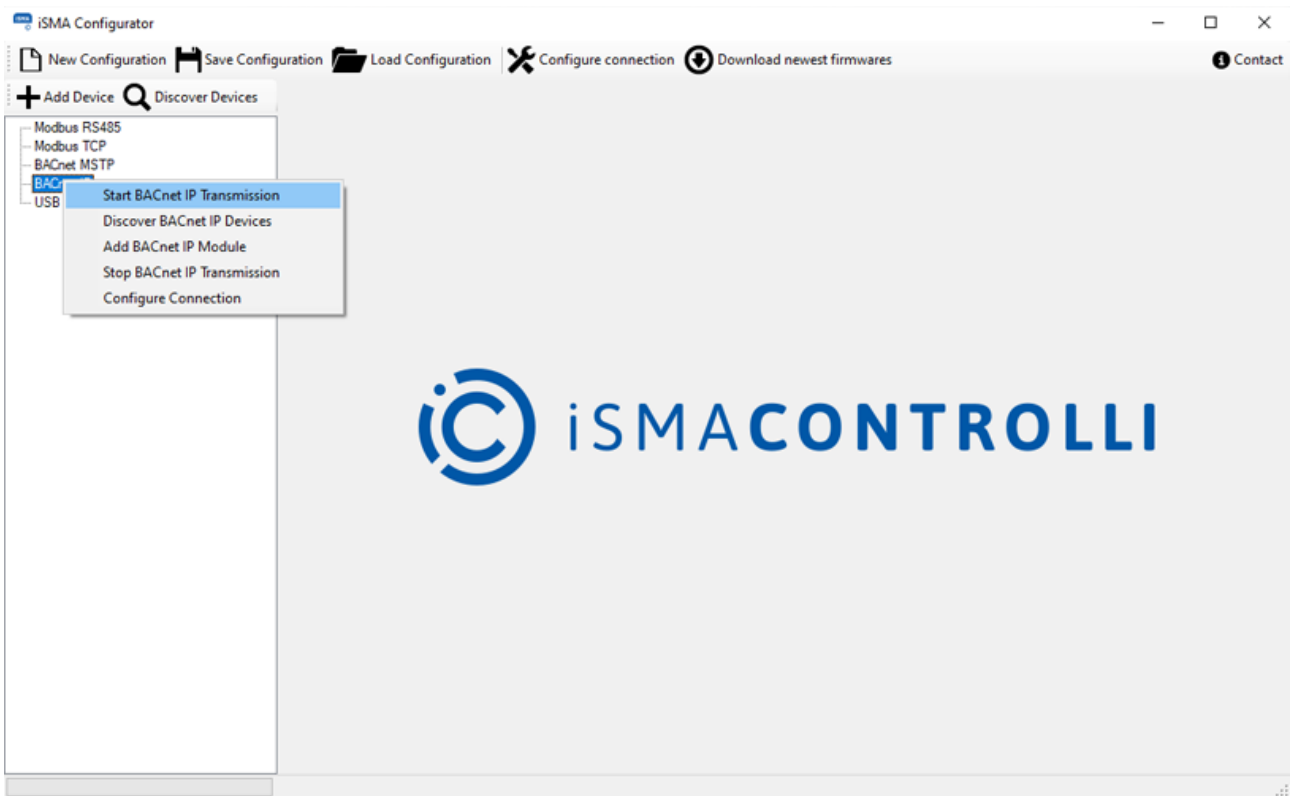 iSMA Configurator
New Configuration Save Configuration Load Configuration Configure connection Download newest firmwares Contact
Add Device Discover Devices
Modbus RS485
Modbus TCP
BACnet MSTP
USB
Start BACnet IP Transmission
Discover BACnet IP Devices
Add BACnet IP Module
Stop BACnet IP Transmission
Configure Connection
iSMACONTROLLI